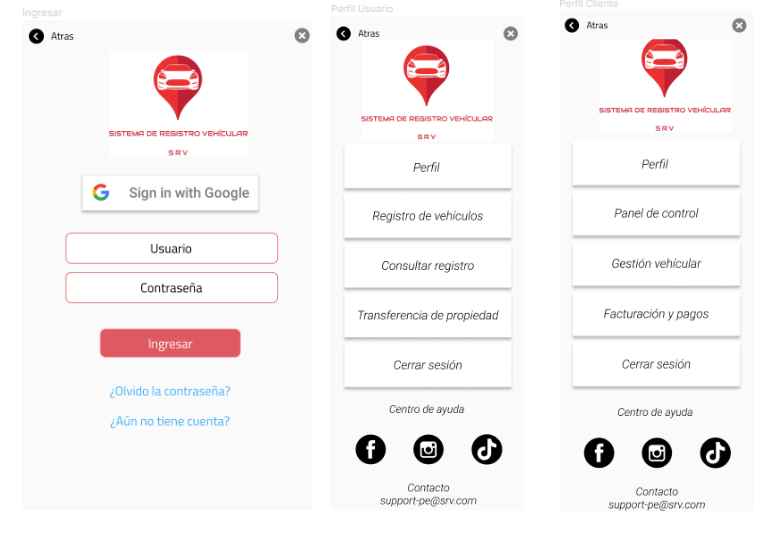 Ingresar
Atras
SISTEMA DE REGISTRO VEHÍCULAR
SRV
Sign in with Google
Usuario
Contraseña
Ingresar
¿Olvido la contraseña?
¿Aún no tiene cuenta?
Perfil Usuario
Atras
SISTEMA DE REGISTRO VEHÍCULAR
SRV
Perfil
Registro de vehículos
Consultar registro
Transferencia de propiedad
Cerrar sesión
Centro de ayuda
Contacto
support-pe@srv.com
Perfil Cliente
Atras
SISTEMA DE REGISTRO VEHÍCULAR
SRV
Perfil
Panel de control
Gestión vehícular
Facturación y pagos
Cerrar sesión
Centro de ayuda
Contacto
support-pe@srv.com